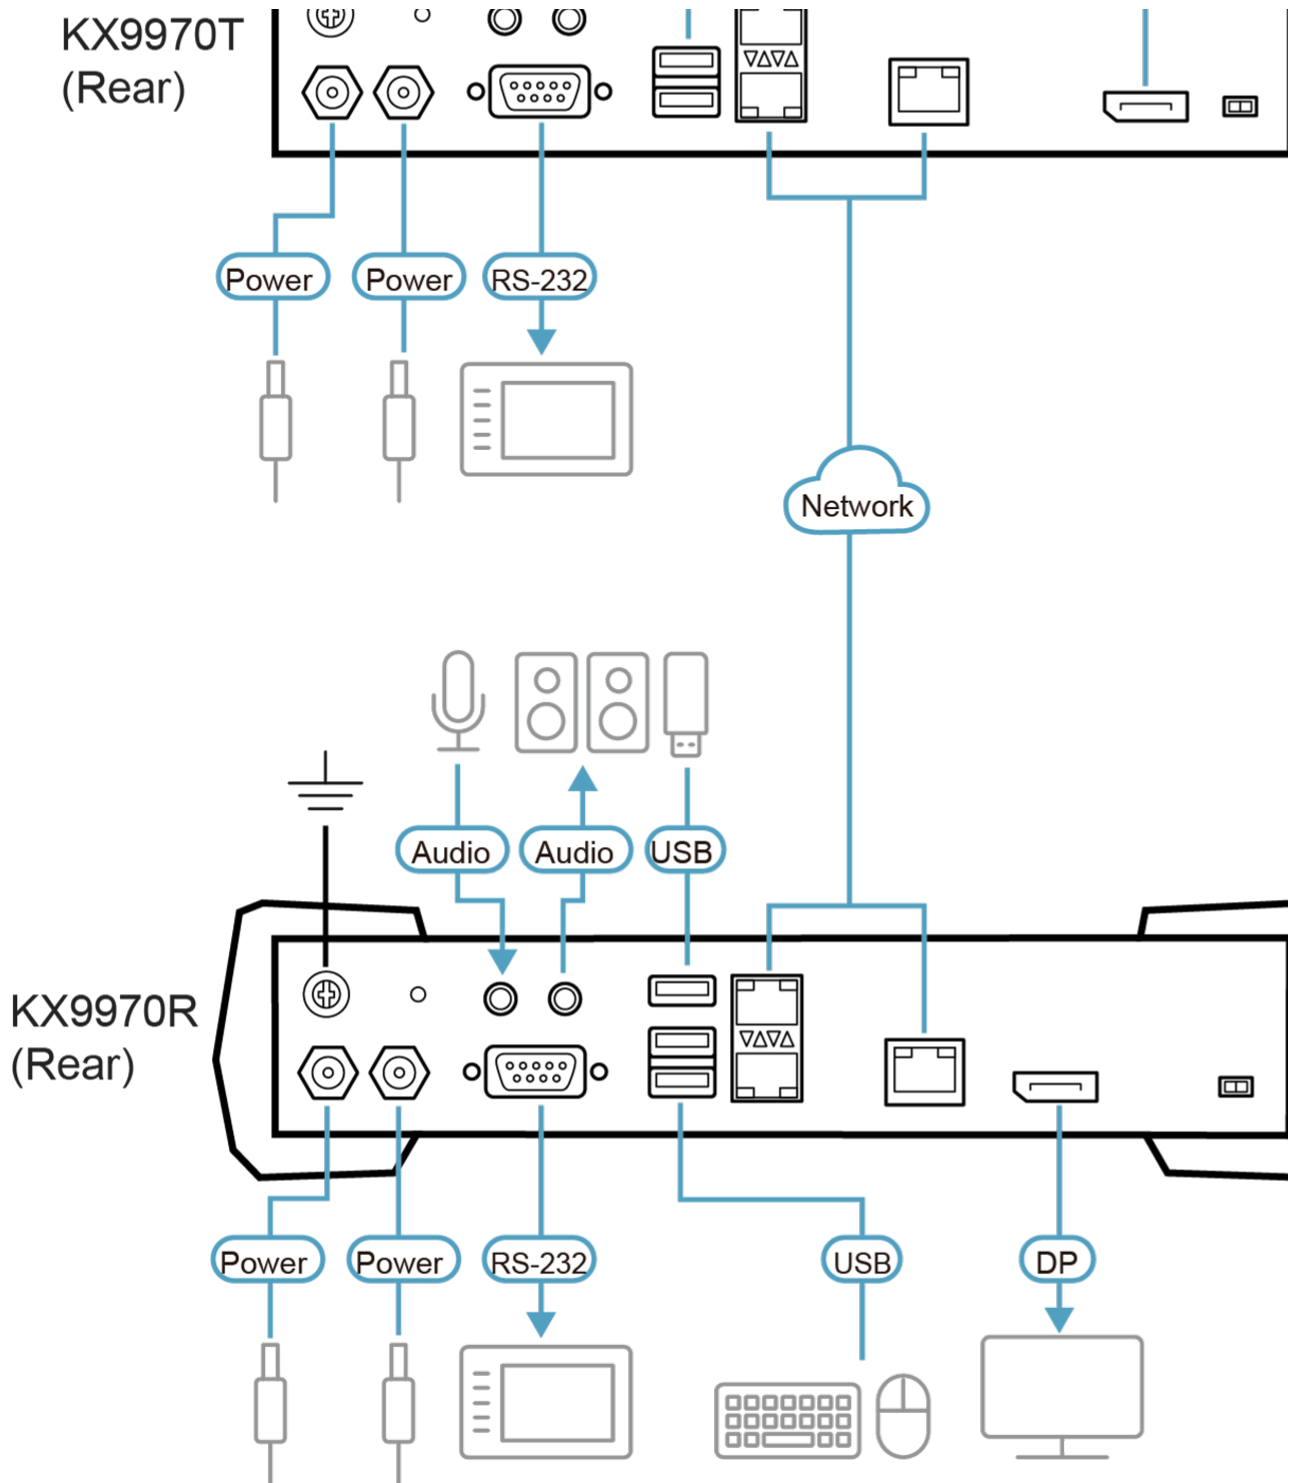 KX9970T
(Rear)
Power
Power
RS-232
Network
Audio
Audio
USB
KX9970R
(Rear)
Power
Power
RS-232
USB
DP